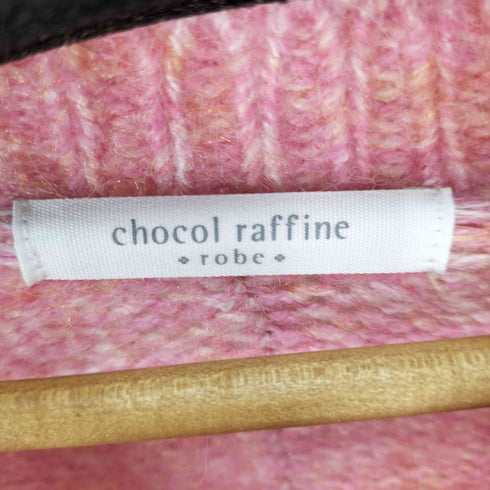 chocol raffine
✦ robe ✦